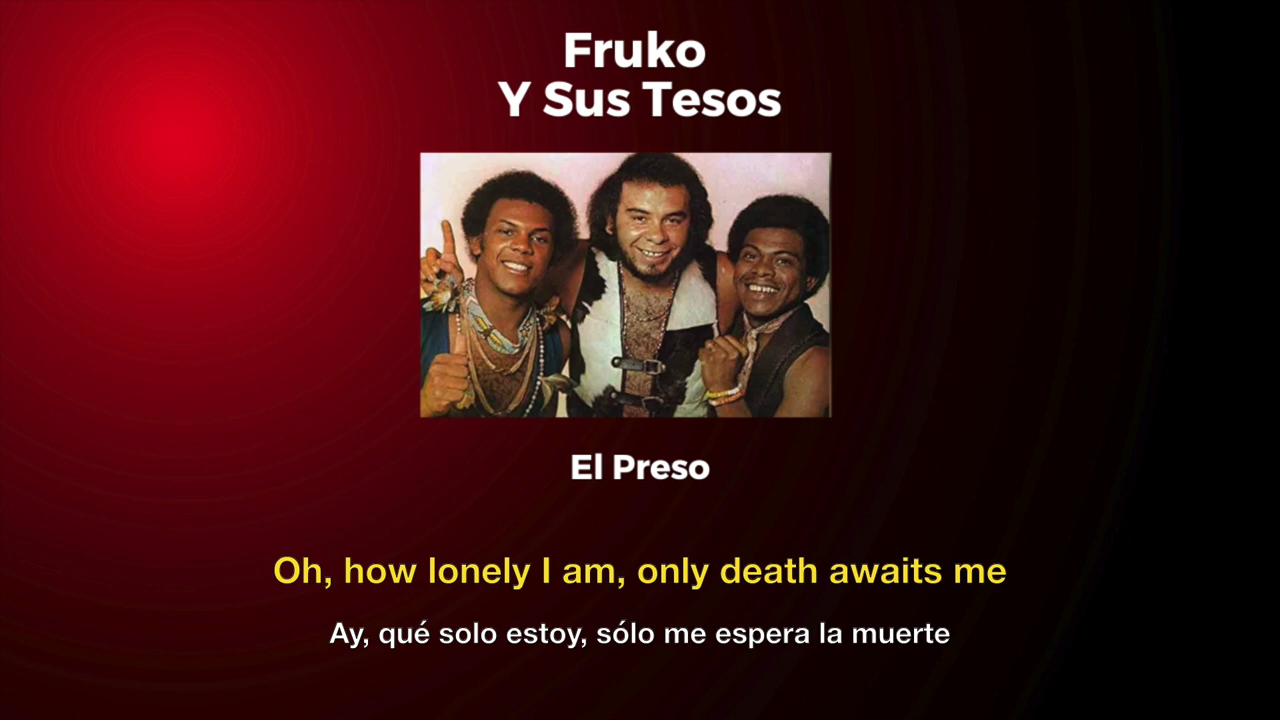 Fruko
Y Sus Tesos
El Preso
Oh, how lonely I am, only death awaits me
Ay, qué solo estoy, sólo me espera la muerte